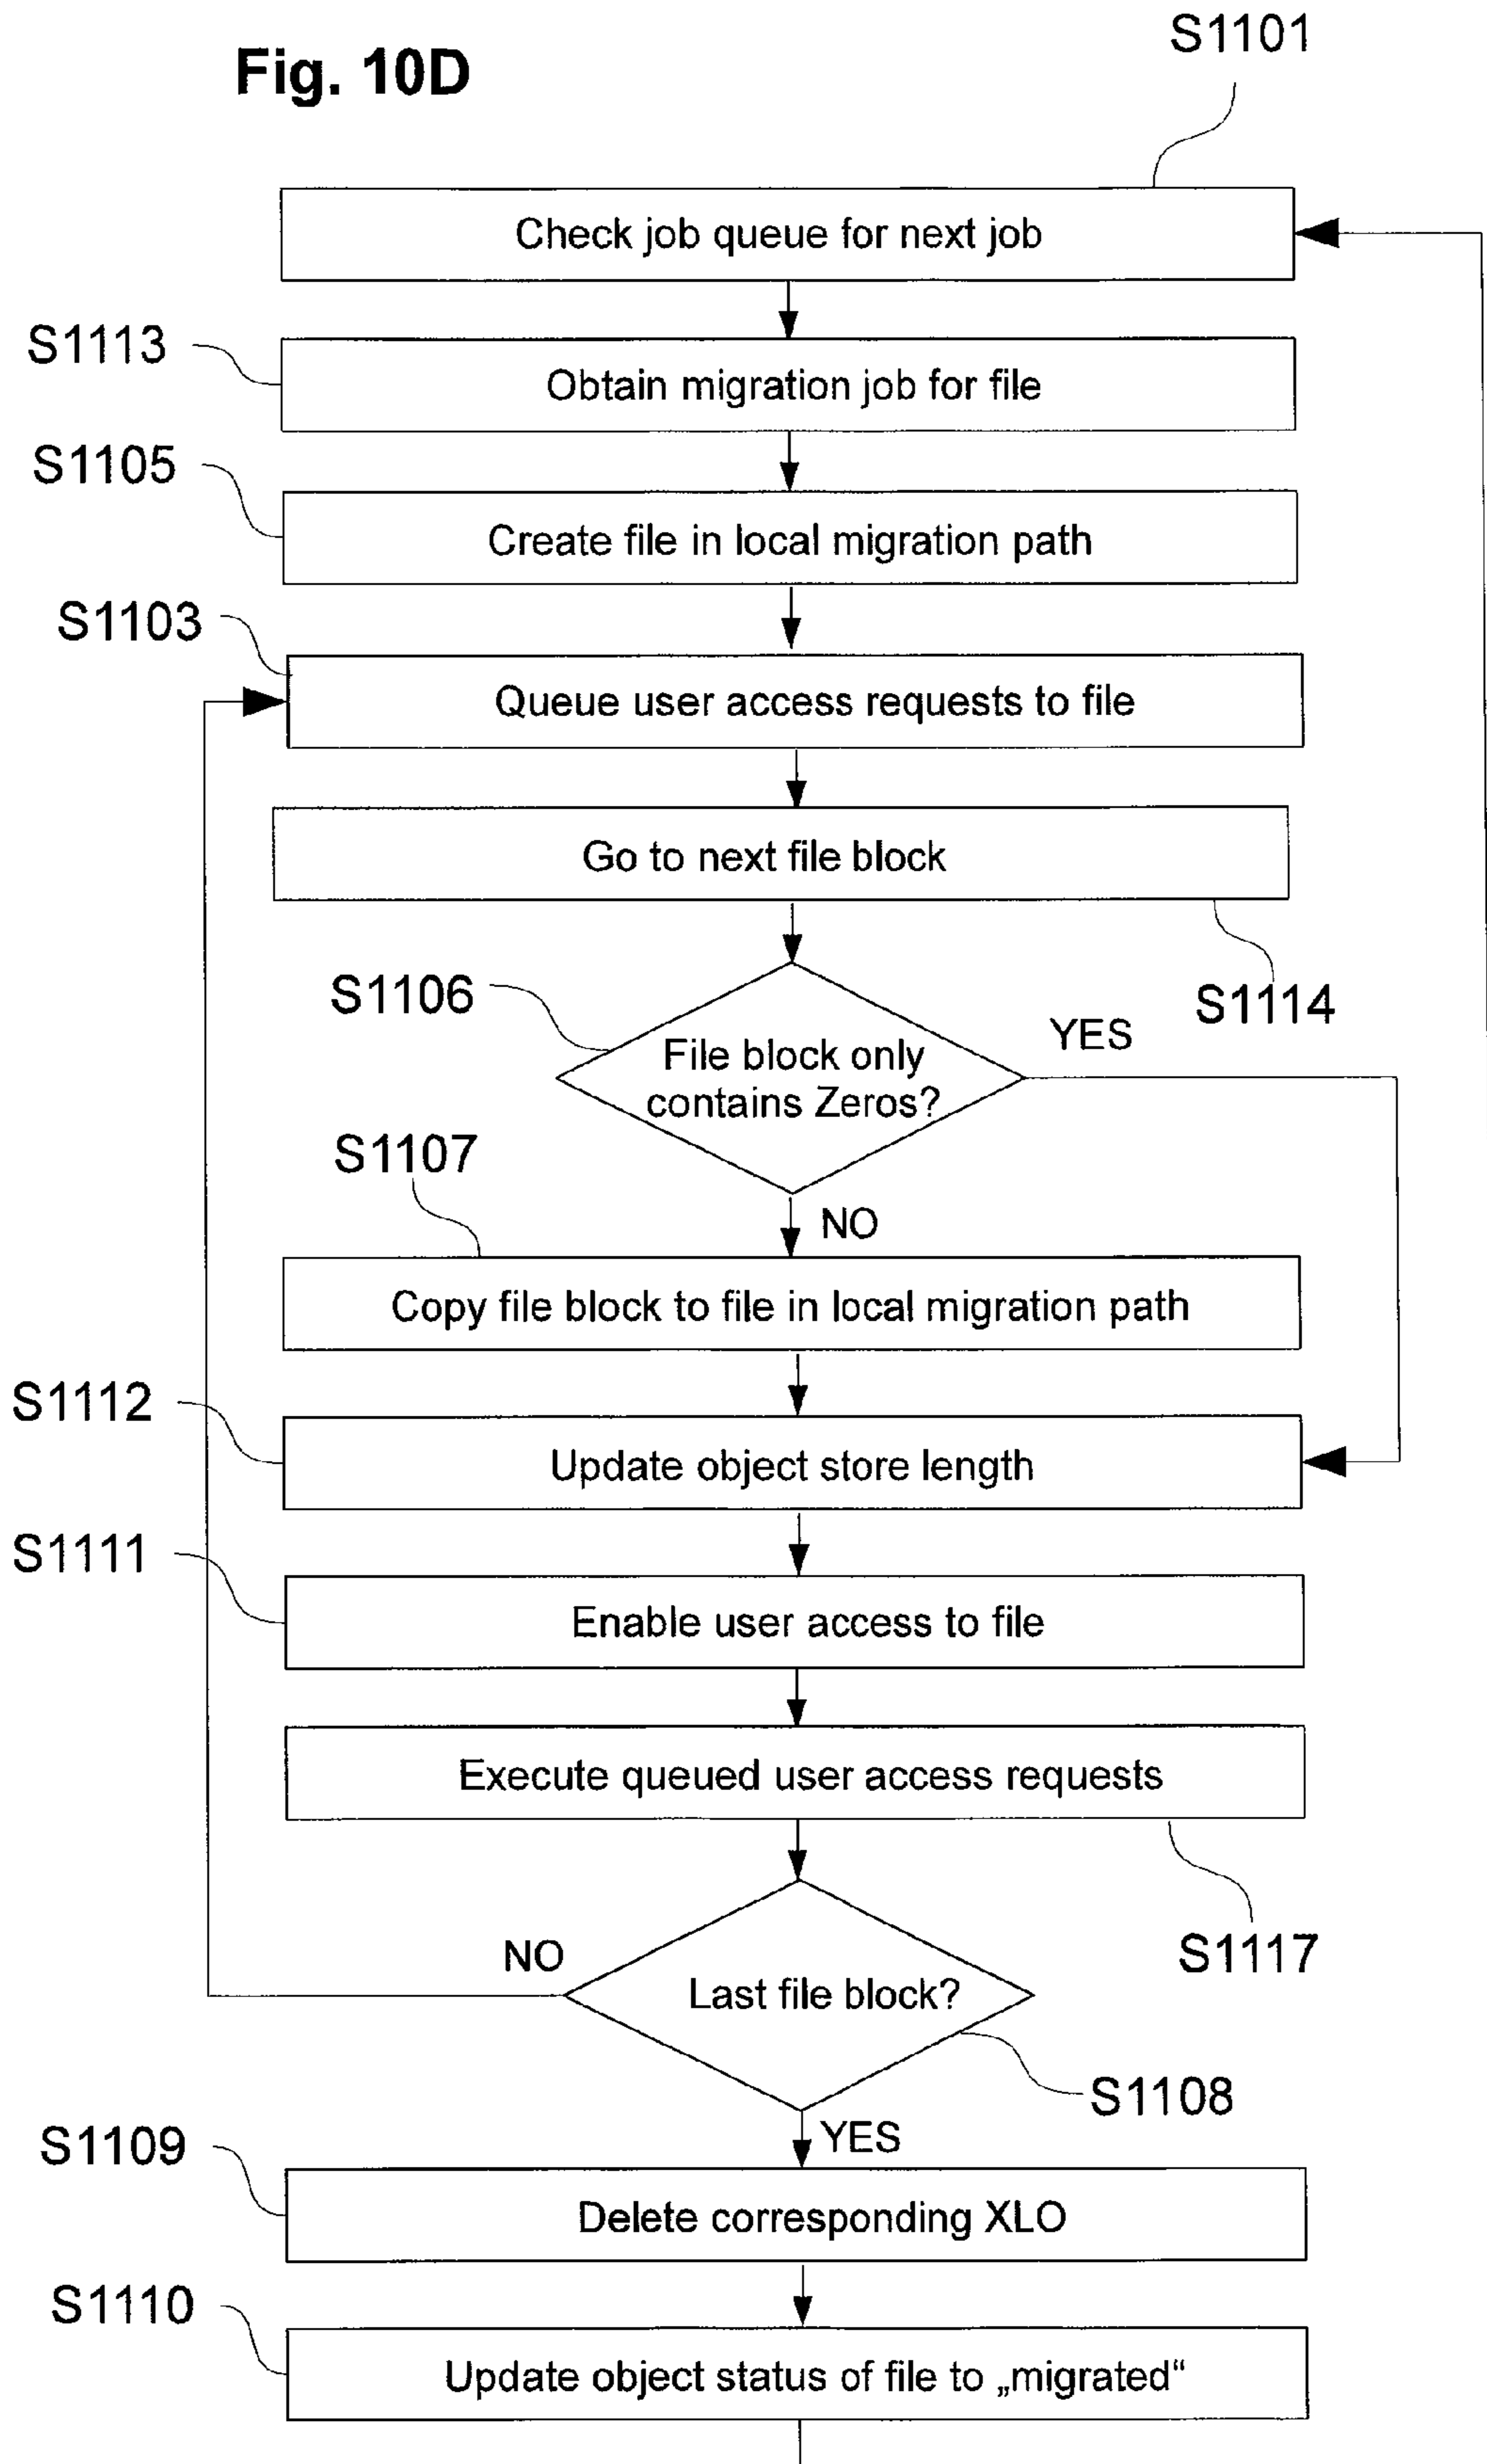 S1101
Fig. 10D
Check job queue for next job
S1113
Obtain migration job for file
S1105
Create file in local migration path
S1103
Queue user access requests to file
Go to next file block
S1106
S1114
YES
File block only
contains Zeros?
S1107
NO
Copy file block to file in local migration path
S1112
Update object store length
S1111
Enable user access to file
Execute queued user access requests
NO
S1117
Last file block?
S1108
YES
S1109
Delete corresponding XLO
S1110
Update object status of file to „migrated“